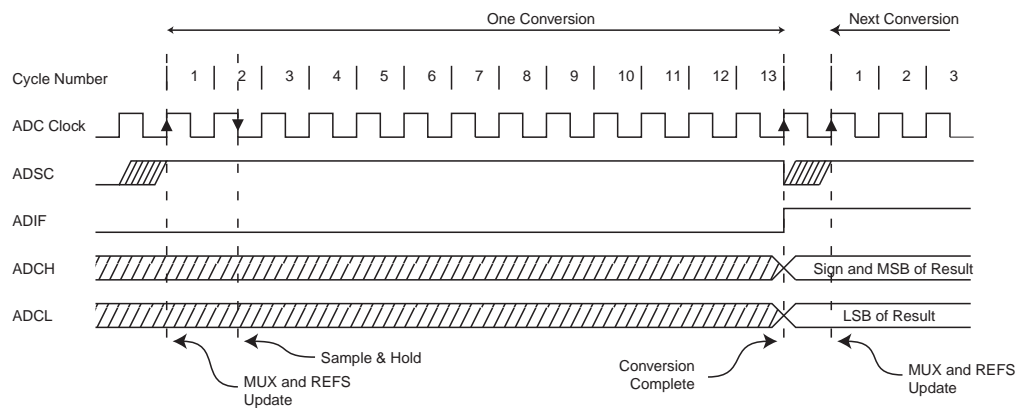 One Conversion
Next Conversion
Cycle Number 1 2 3 4 5 6 7 8 9 10 11 12 13 1 2 3
ADC Clock
ADSC
ADIF
ADCH
Sign and MSB of Result
ADCL
LSB of Result
MUX and REFS
Update
Sample & Hold
Conversion
Complete
MUX and REFS
Update